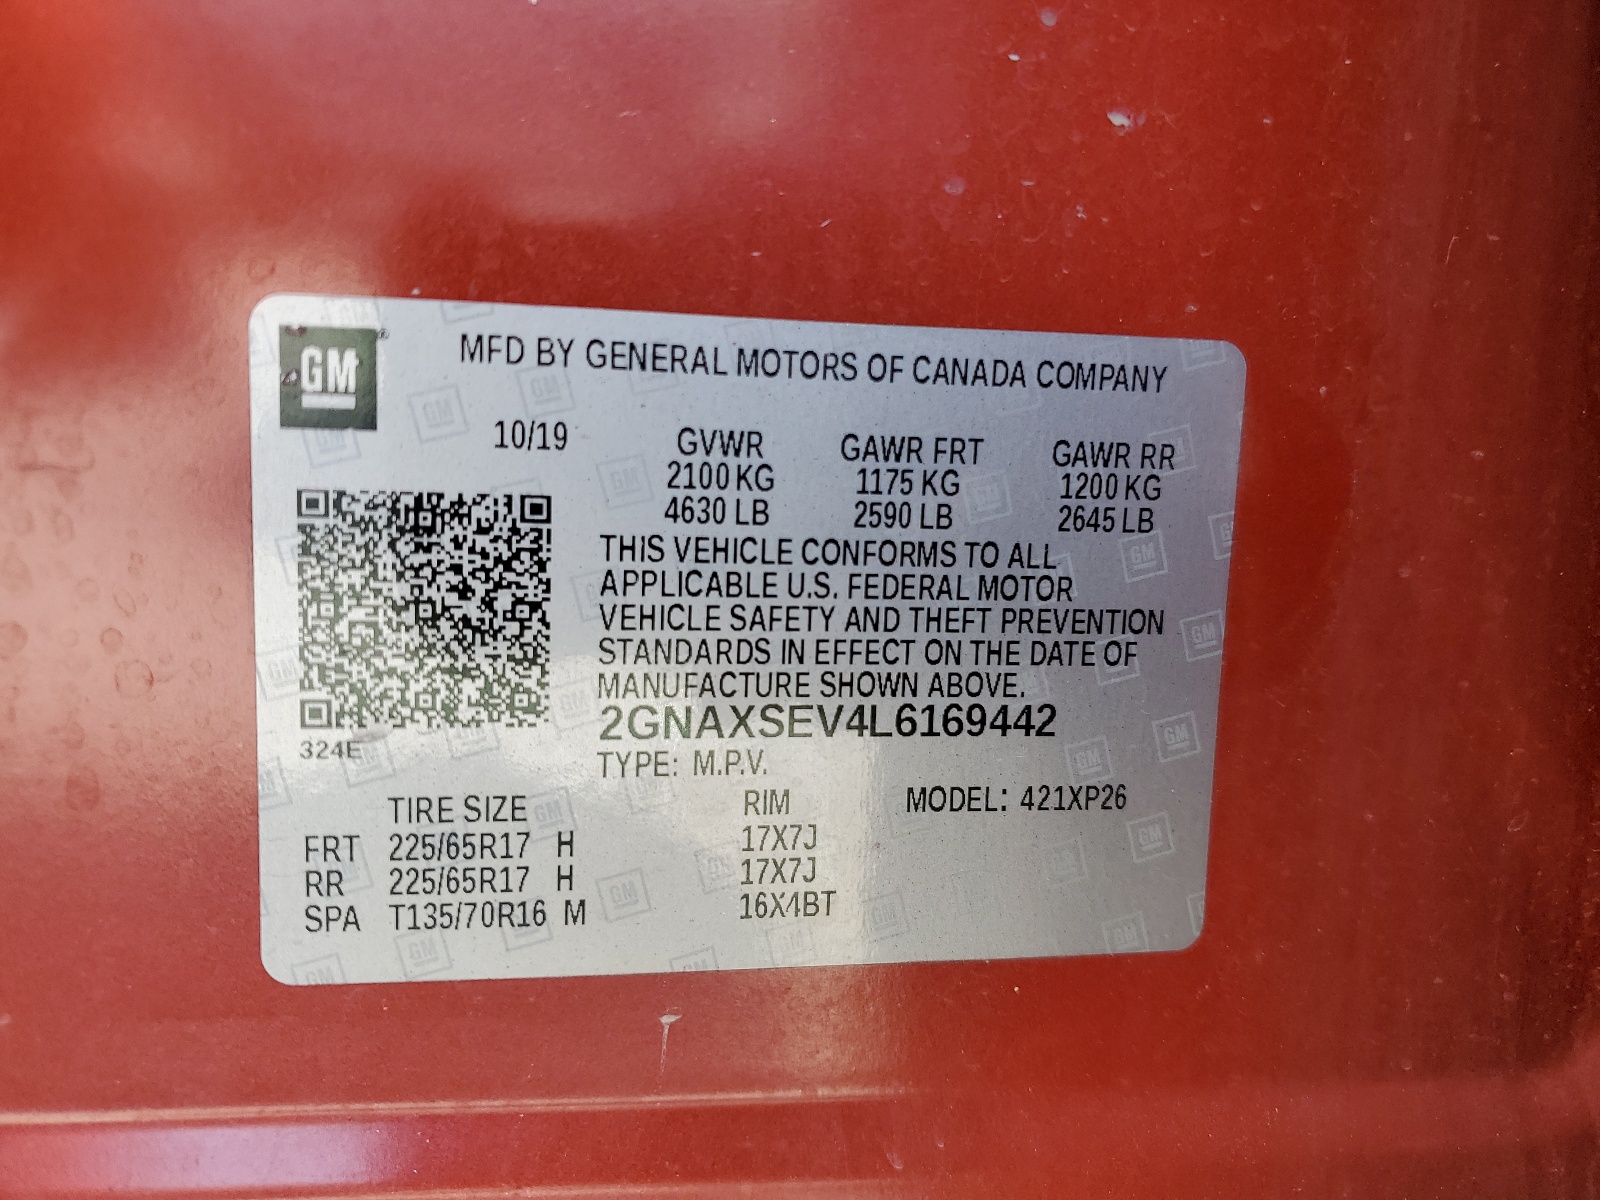 GM
MFD BY GENERAL MOTORS OF CANADA COMPANY
10/19 GVWR GAWR FRT GAWR RR
2100 KG 1175 KG 1200 KG
4630 LB 2590 LB 2645 LB
THIS VEHICLE CONFORMS TO ALL
APPLICABLE U.S. FEDERAL MOTOR
VEHICLE SAFETY AND THEFT PREVENTION
STANDARDS IN EFFECT ON THE DATE OF
MANUFACTURE SHOWN ABOVE.
2GNAXSEV4L6169442
324E
TYPE: M.P.V.
TIRE SIZE RIM MODEL: 421XP26
FRT 225/65R17 H 17X7J
RR 225/65R17 H 17X7J
SPA T135/70R16 M 16X4BT